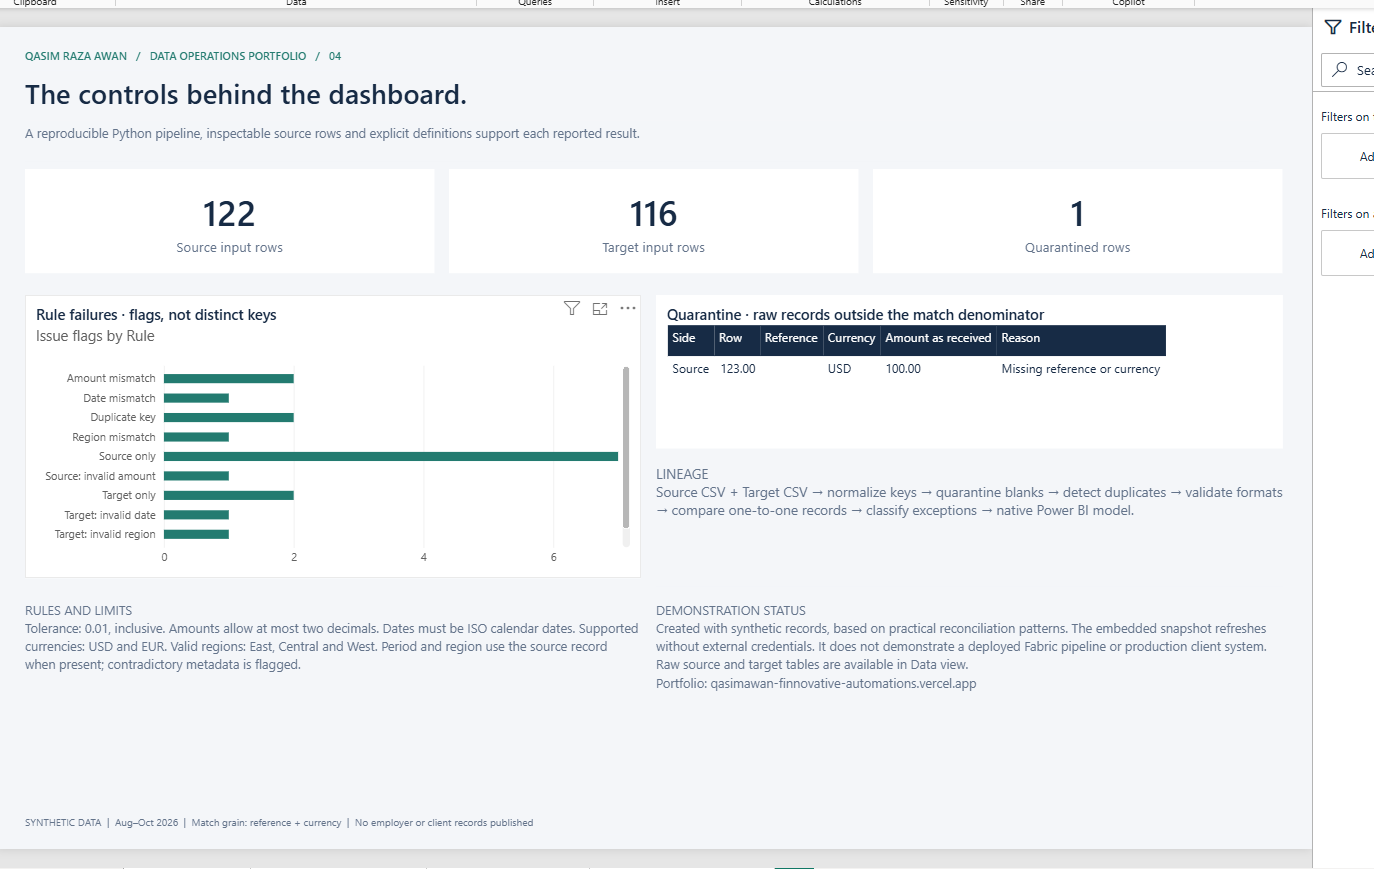 Clipboard Data Queries Insert Calculations Sensitivity Share Copilot
QASIM RAZA AWAN / DATA OPERATIONS PORTFOLIO / 04
The controls behind the dashboard.
A reproducible Python pipeline, inspectable source rows and explicit definitions support each reported result.
122
Source input rows
116
Target input rows
1
Quarantined rows
Rule failures · flags, not distinct keys
Issue flags by Rule
Amount mismatch
Date mismatch
Duplicate key
Region mismatch
Source only
Source: invalid amount
Target only
Target: invalid date
Target: invalid region
0 2 4 6
Quarantine · raw records outside the match denominator
Side Row Reference Currency Amount as received Reason
Source 123.00 USD 100.00 Missing reference or currency
LINEAGE
Source CSV + Target CSV → normalize keys → quarantine blanks → detect duplicates → validate formats
→ compare one-to-one records → classify exceptions → native Power BI model.
RULES AND LIMITS
Tolerance: 0.01, inclusive. Amounts allow at most two decimals. Dates must be ISO calendar dates. Supported
currencies: USD and EUR. Valid regions: East, Central and West. Period and region use the source record
when present; contradictory metadata is flagged.
DEMONSTRATION STATUS
Created with synthetic records, based on practical reconciliation patterns. The embedded snapshot refreshes
without external credentials. It does not demonstrate a deployed Fabric pipeline or production client system.
Raw source and target tables are available in Data view.
Portfolio: qasimawan-finnovative-automations.vercel.app
SYNTHETIC DATA | Aug–Oct 2026 | Match grain: reference + currency | No employer or client records published
Filters on
Filters on